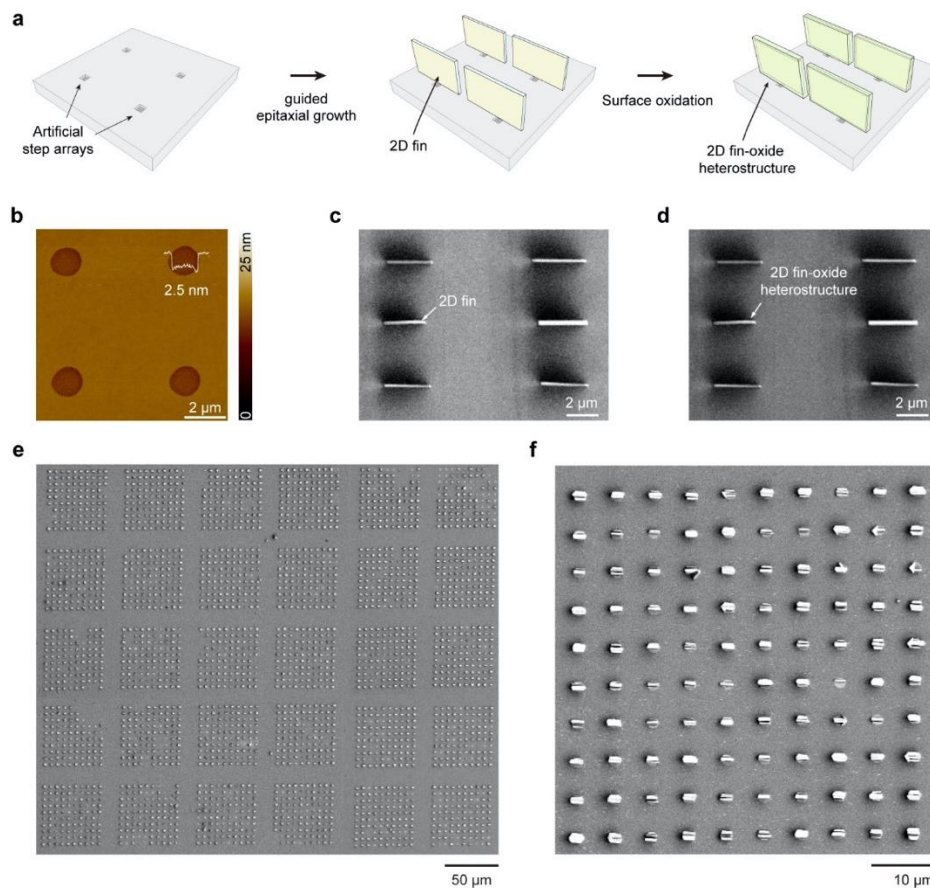 a
Artificial
step arrays
guided
epitaxial growth
2D fin
Surface oxidation
2D fin-oxide
heterostructure
b
2.5 nm
2 μm
25 nm
0
c
2D fin
2 μm
d
2D fin-oxide
heterostructure
2 μm
e
50 μm
f
10 μm